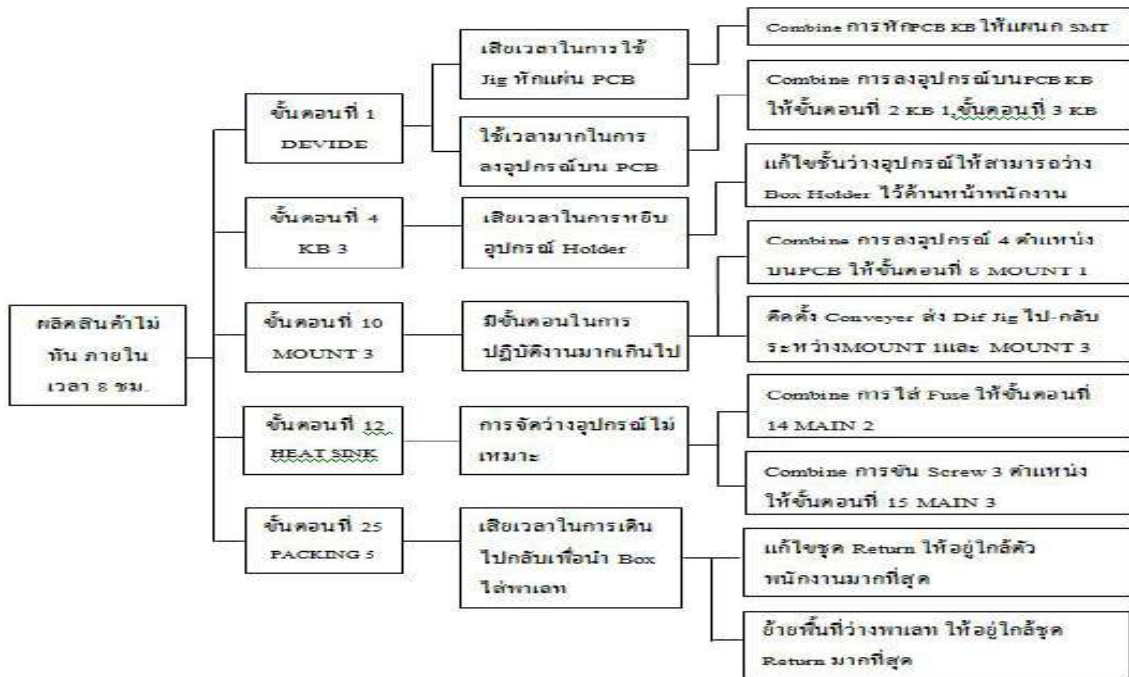 ผลิตสินค้าไม่
ทัน ภายใน
เวลา 8 ชม.
ขั้นตอนที่ 1
DEVIDE
เสียเวลาในการใช้
Jig หักแผ่น PCB
Combine การหักPCB KB ให้แผนก SMT
ใช้เวลามากในการ
ลงอุปกรณ์บน PCB
Combine การลงอุปกรณ์บนPCB KB
ให้ขั้นตอนที่ 2 KB 1,ขั้นตอนที่ 3 KB
ขั้นตอนที่ 4
KB 3
เสียเวลาในการหยิบ
อุปกรณ์ Holder
แก้ไขชั้นวางอุปกรณ์ให้สามารถวาง
Box Holder ไว้ด้านหน้าพนักงาน
ขั้นตอนที่ 10
MOUNT 3
มีขั้นตอนในการ
ปฏิบัติงานมากเกินไป
Combine การลงอุปกรณ์ 4 ตำแหน่ง
บนPCB ให้ขั้นตอนที่ 8 MOUNT 1
ติดตั้ง Conveyer ส่ง Dif Jig ไป-กลับ
ระหว่างMOUNT 1และ MOUNT 3
ขั้นตอนที่ 12
HEAT SINK
การจัดวางอุปกรณ์ไม่
เหมาะ
Combine การใส่ Fuse ให้ขั้นตอนที่
14 MAIN 2
Combine การขัน Screw 3 ตำแหน่ง
ให้ขั้นตอนที่ 15 MAIN 3
ขั้นตอนที่ 25
PACKING 5
เสียเวลาในการเดิน
ไปกลับเพื่อนำ Box
ใส่พาเลท
แก้ไขชุด Return ให้อยู่ใกล้ตัว
พนักงานมากที่สุด
ย้ายพื้นที่วางพาเลท ให้อยู่ใกล้ชุด
Return มากที่สุด